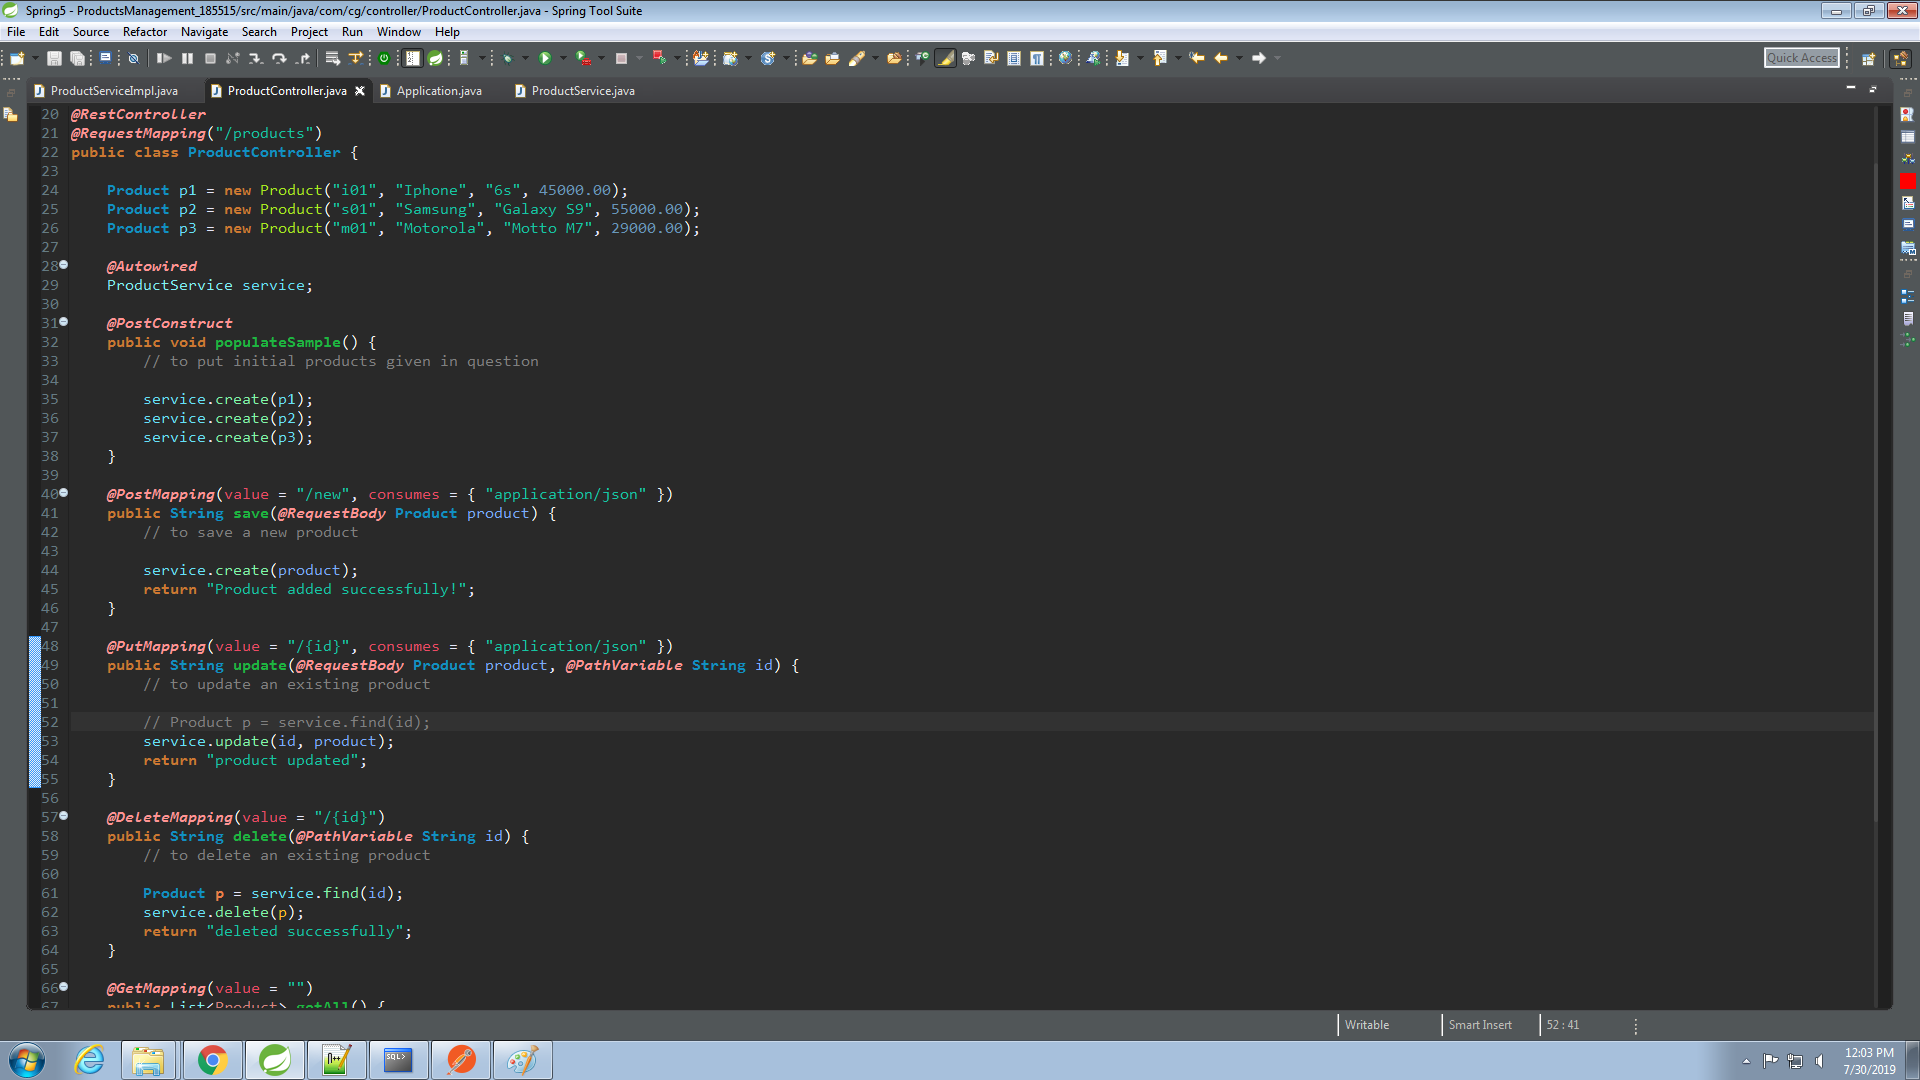 Spring5 - ProductsManagement_185515/src/main/java/com/cg/controller/ProductController.java - Spring Tool Suite
File Edit Source Refactor Navigate Search Project Run Window Help
Quick Access
ProductServiceImpl.java ProductController.java Application.java ProductService.java
20 @RestController
21 @RequestMapping("/products")
22 public class ProductController {
23
24 Product p1 = new Product("i01", "Iphone", "6s", 45000.00);
25 Product p2 = new Product("s01", "Samsung", "Galaxy S9", 55000.00);
26 Product p3 = new Product("m01", "Motorola", "Motto M7", 29000.00);
27
28 @Autowired
29 ProductService service;
30
31 @PostConstruct
32 public void populateSample() {
33 // to put initial products given in question
34
35 service.create(p1);
36 service.create(p2);
37 service.create(p3);
38 }
39
40 @PostMapping(value = "/new", consumes = { "application/json" })
41 public String save(@RequestBody Product product) {
42 // to save a new product
43
44 service.create(product);
45 return "Product added successfully!";
46 }
47
48 @PutMapping(value = "/{id}", consumes = { "application/json" })
49 public String update(@RequestBody Product product, @PathVariable String id) {
50 // to update an existing product
51
52 // Product p = service.find(id);
53 service.update(id, product);
54 return "product updated";
55 }
56
57 @DeleteMapping(value = "/{id}")
58 public String delete(@PathVariable String id) {
59 // to delete an existing product
60
61 Product p = service.find(id);
62 service.delete(p);
63 return "deleted successfully";
64 }
65
66 @GetMapping(value = "")
67 public List<Product> getAll() {
Writable Smart Insert 52 : 41
SQL>
12:03 PM
7/30/2019